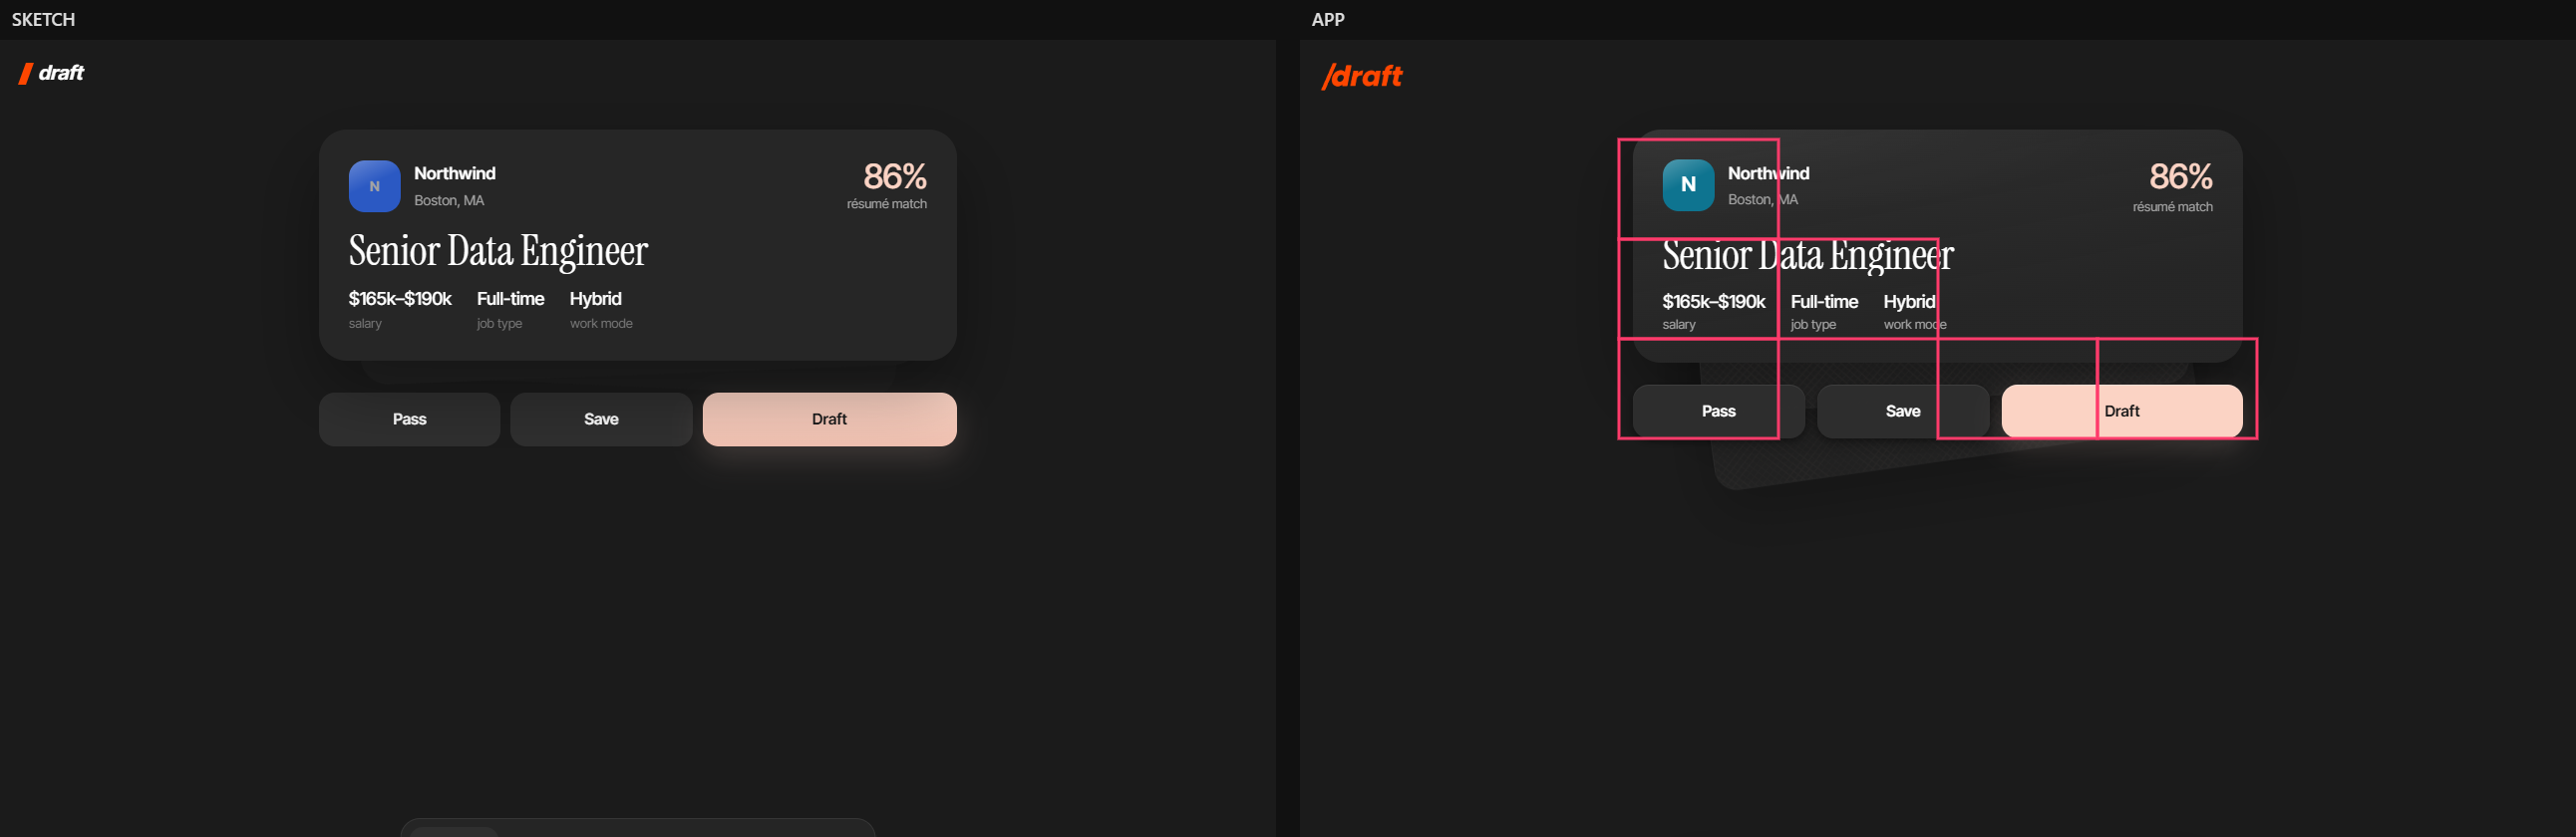 SKETCH
draft
N
Northwind
Boston, MA
86%
résumé match
Senior Data Engineer
$165k–$190k Full-time Hybrid
salary job type work mode
Pass Save Draft
APP
/draft
N
Northwind
Boston, MA
86%
résumé match
Senior Data Engineer
$165k–$190k Full-time Hybrid
salary job type work mode
Pass Save Draft